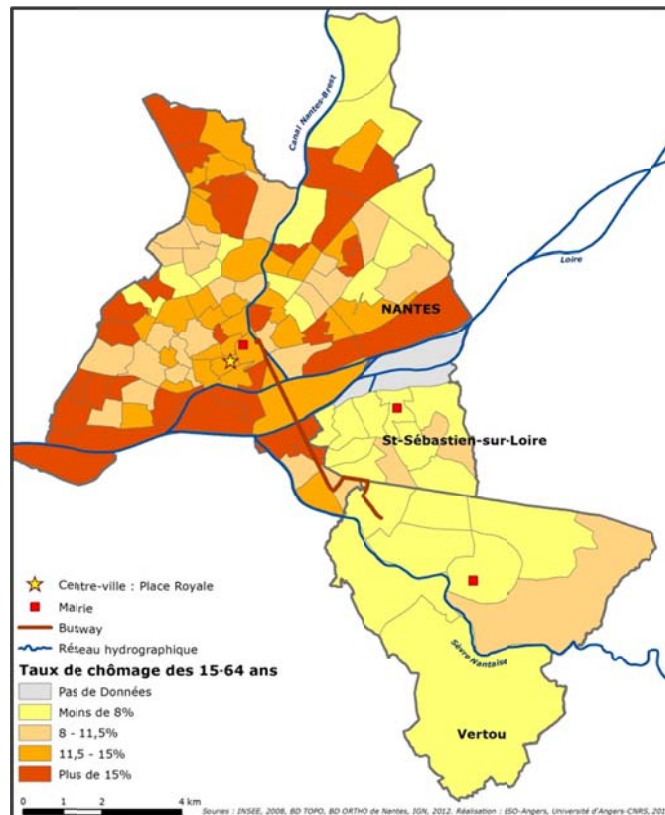 Canal Nantes-Brest
Loire
NANTES
St-Sébastien-sur-Loire
Sèvre Nantaise
Vertou
Centre-ville : Place Royale
Mairie
Busway
Réseau hydrographique
Taux de chômage des 15-64 ans
Pas de Données
Moins de 8%
8 - 11,5%
11,5 - 15%
Plus de 15%
0 1 2 4 km
Soures : INSEE, 2008, BD TOPO, BD ORTHO de Nantes, IGN, 2012. Réalisation : ISO-Angers, Université d'Angers-CNRS, 201